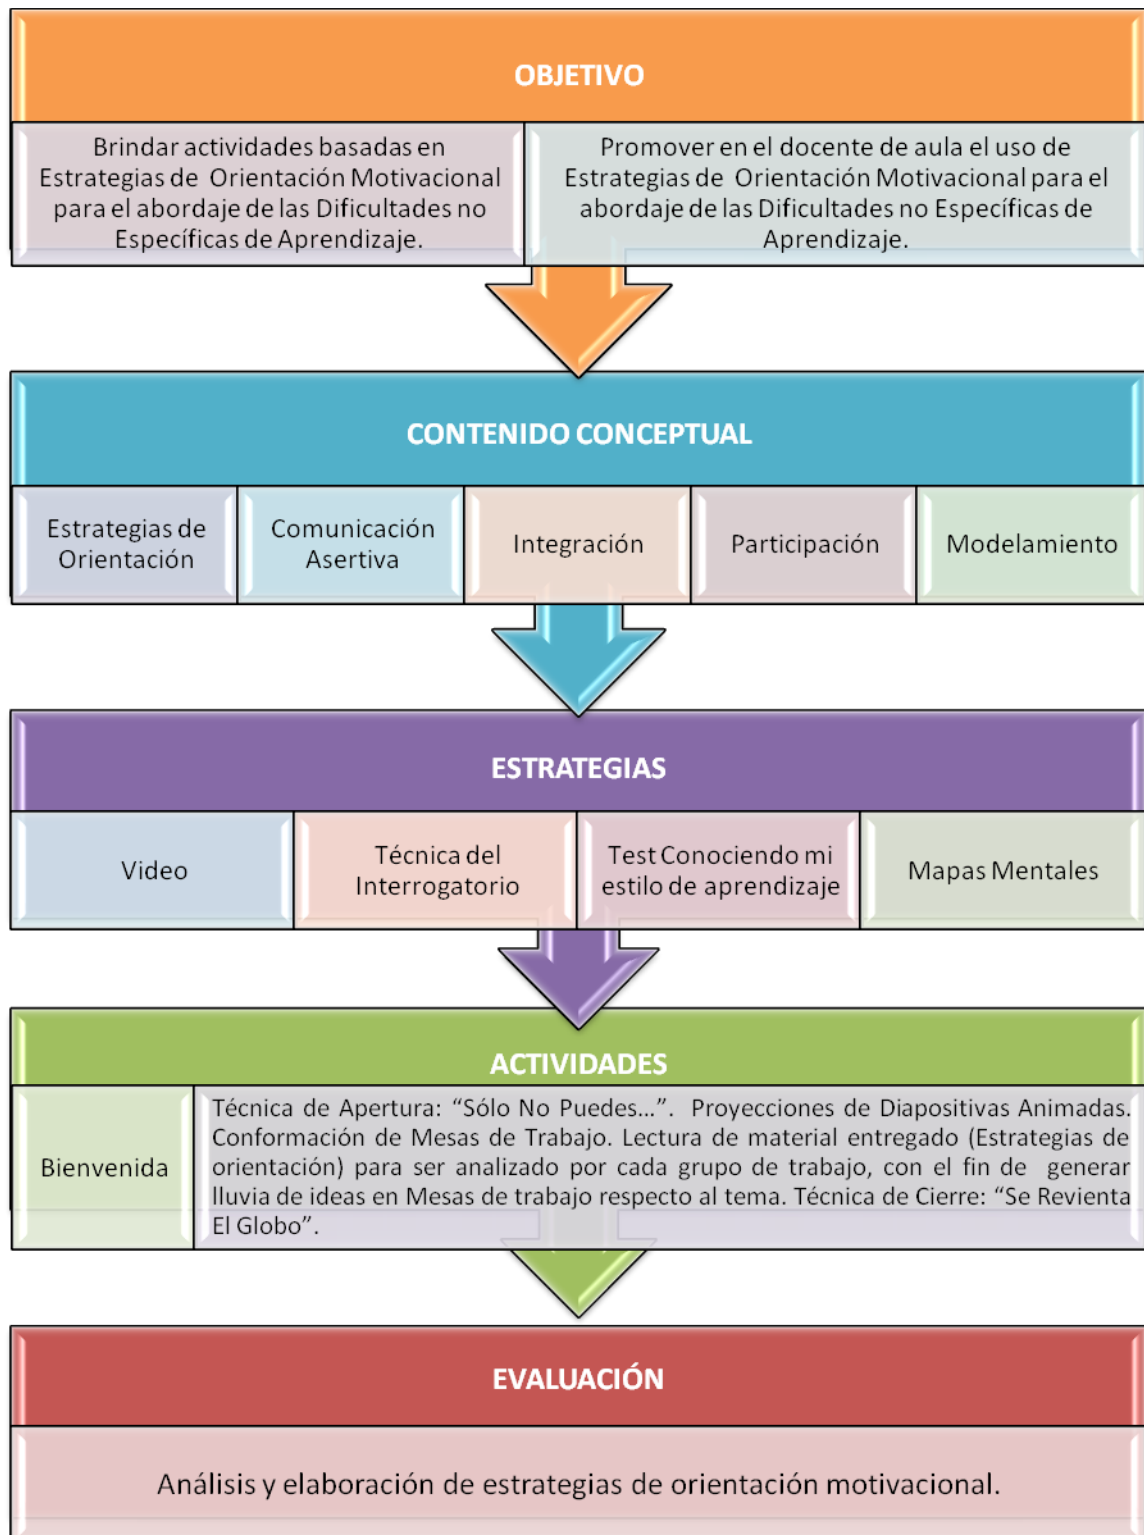 OBJETIVO
Brindar actividades basadas en
Estrategias de Orientación Motivacional
para el abordaje de las Dificultades no
Específicas de Aprendizaje.
Promover en el docente de aula el uso de
Estrategias de Orientación Motivacional para el
abordaje de las Dificultades no Específicas de
Aprendizaje.
CONTENIDO CONCEPTUAL
Estrategias de
Orientación
Comunicación
Asertiva
Integración
Participación
Modelamiento
ESTRATEGIAS
Video
Técnica del
Interrogatorio
Test Conociendo mi
estilo de aprendizaje
Mapas Mentales
ACTIVIDADES
Bienvenida
Técnica de Apertura: “Sólo No Puedes...”. Proyecciones de Diapositivas Animadas.
Conformación de Mesas de Trabajo. Lectura de material entregado (Estrategias de
orientación) para ser analizado por cada grupo de trabajo, con el fin de generar
lluvia de ideas en Mesas de trabajo respecto al tema. Técnica de Cierre: “Se Revienta
El Globo”.
EVALUACIÓN
Análisis y elaboración de estrategias de orientación motivacional.